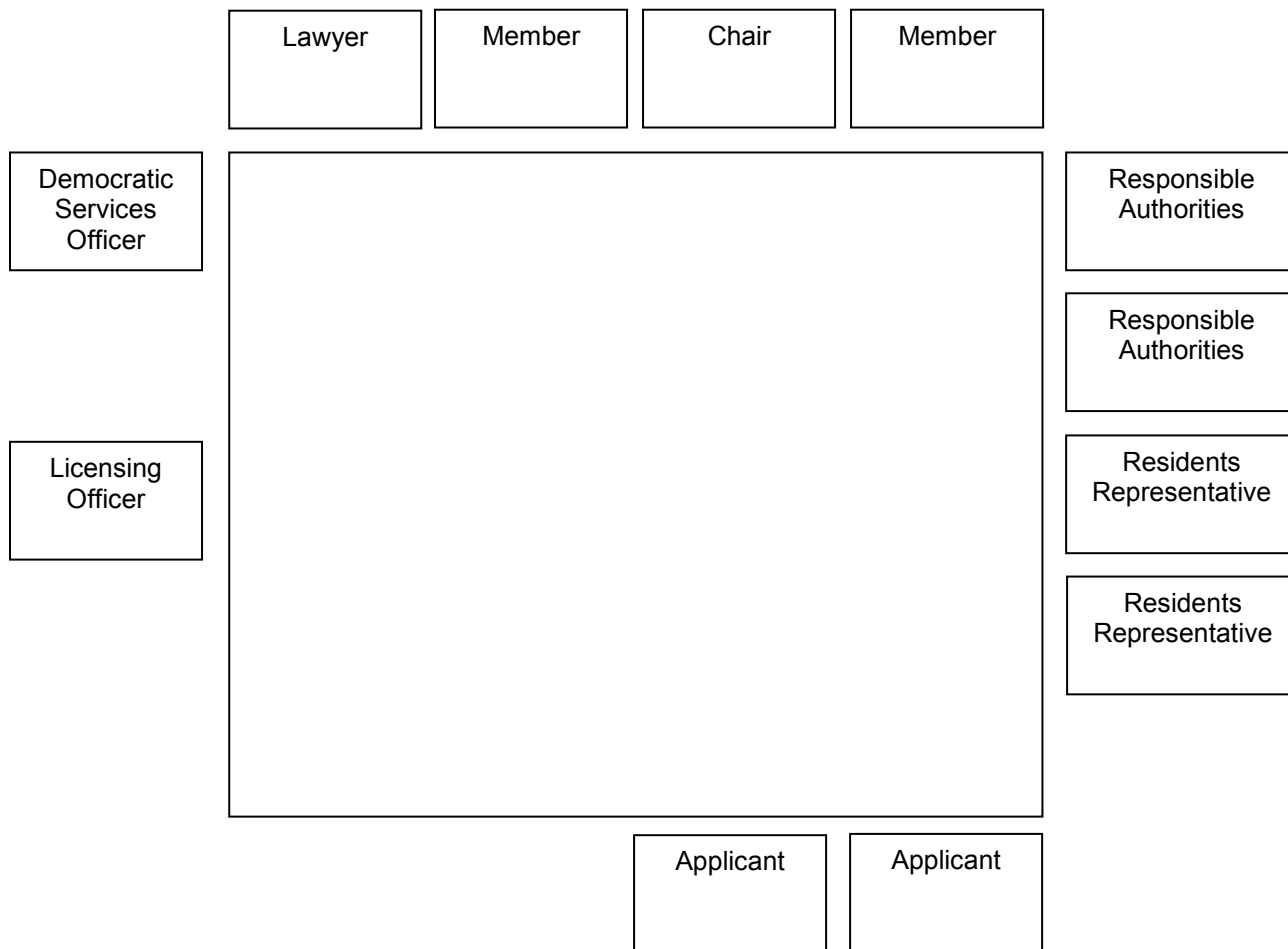 Lawyer
Member
Chair
Member
Democratic
Services
Officer
Responsible
Authorities
Responsible
Authorities
Licensing
Officer
Residents
Representative
Residents
Representative
Applicant
Applicant